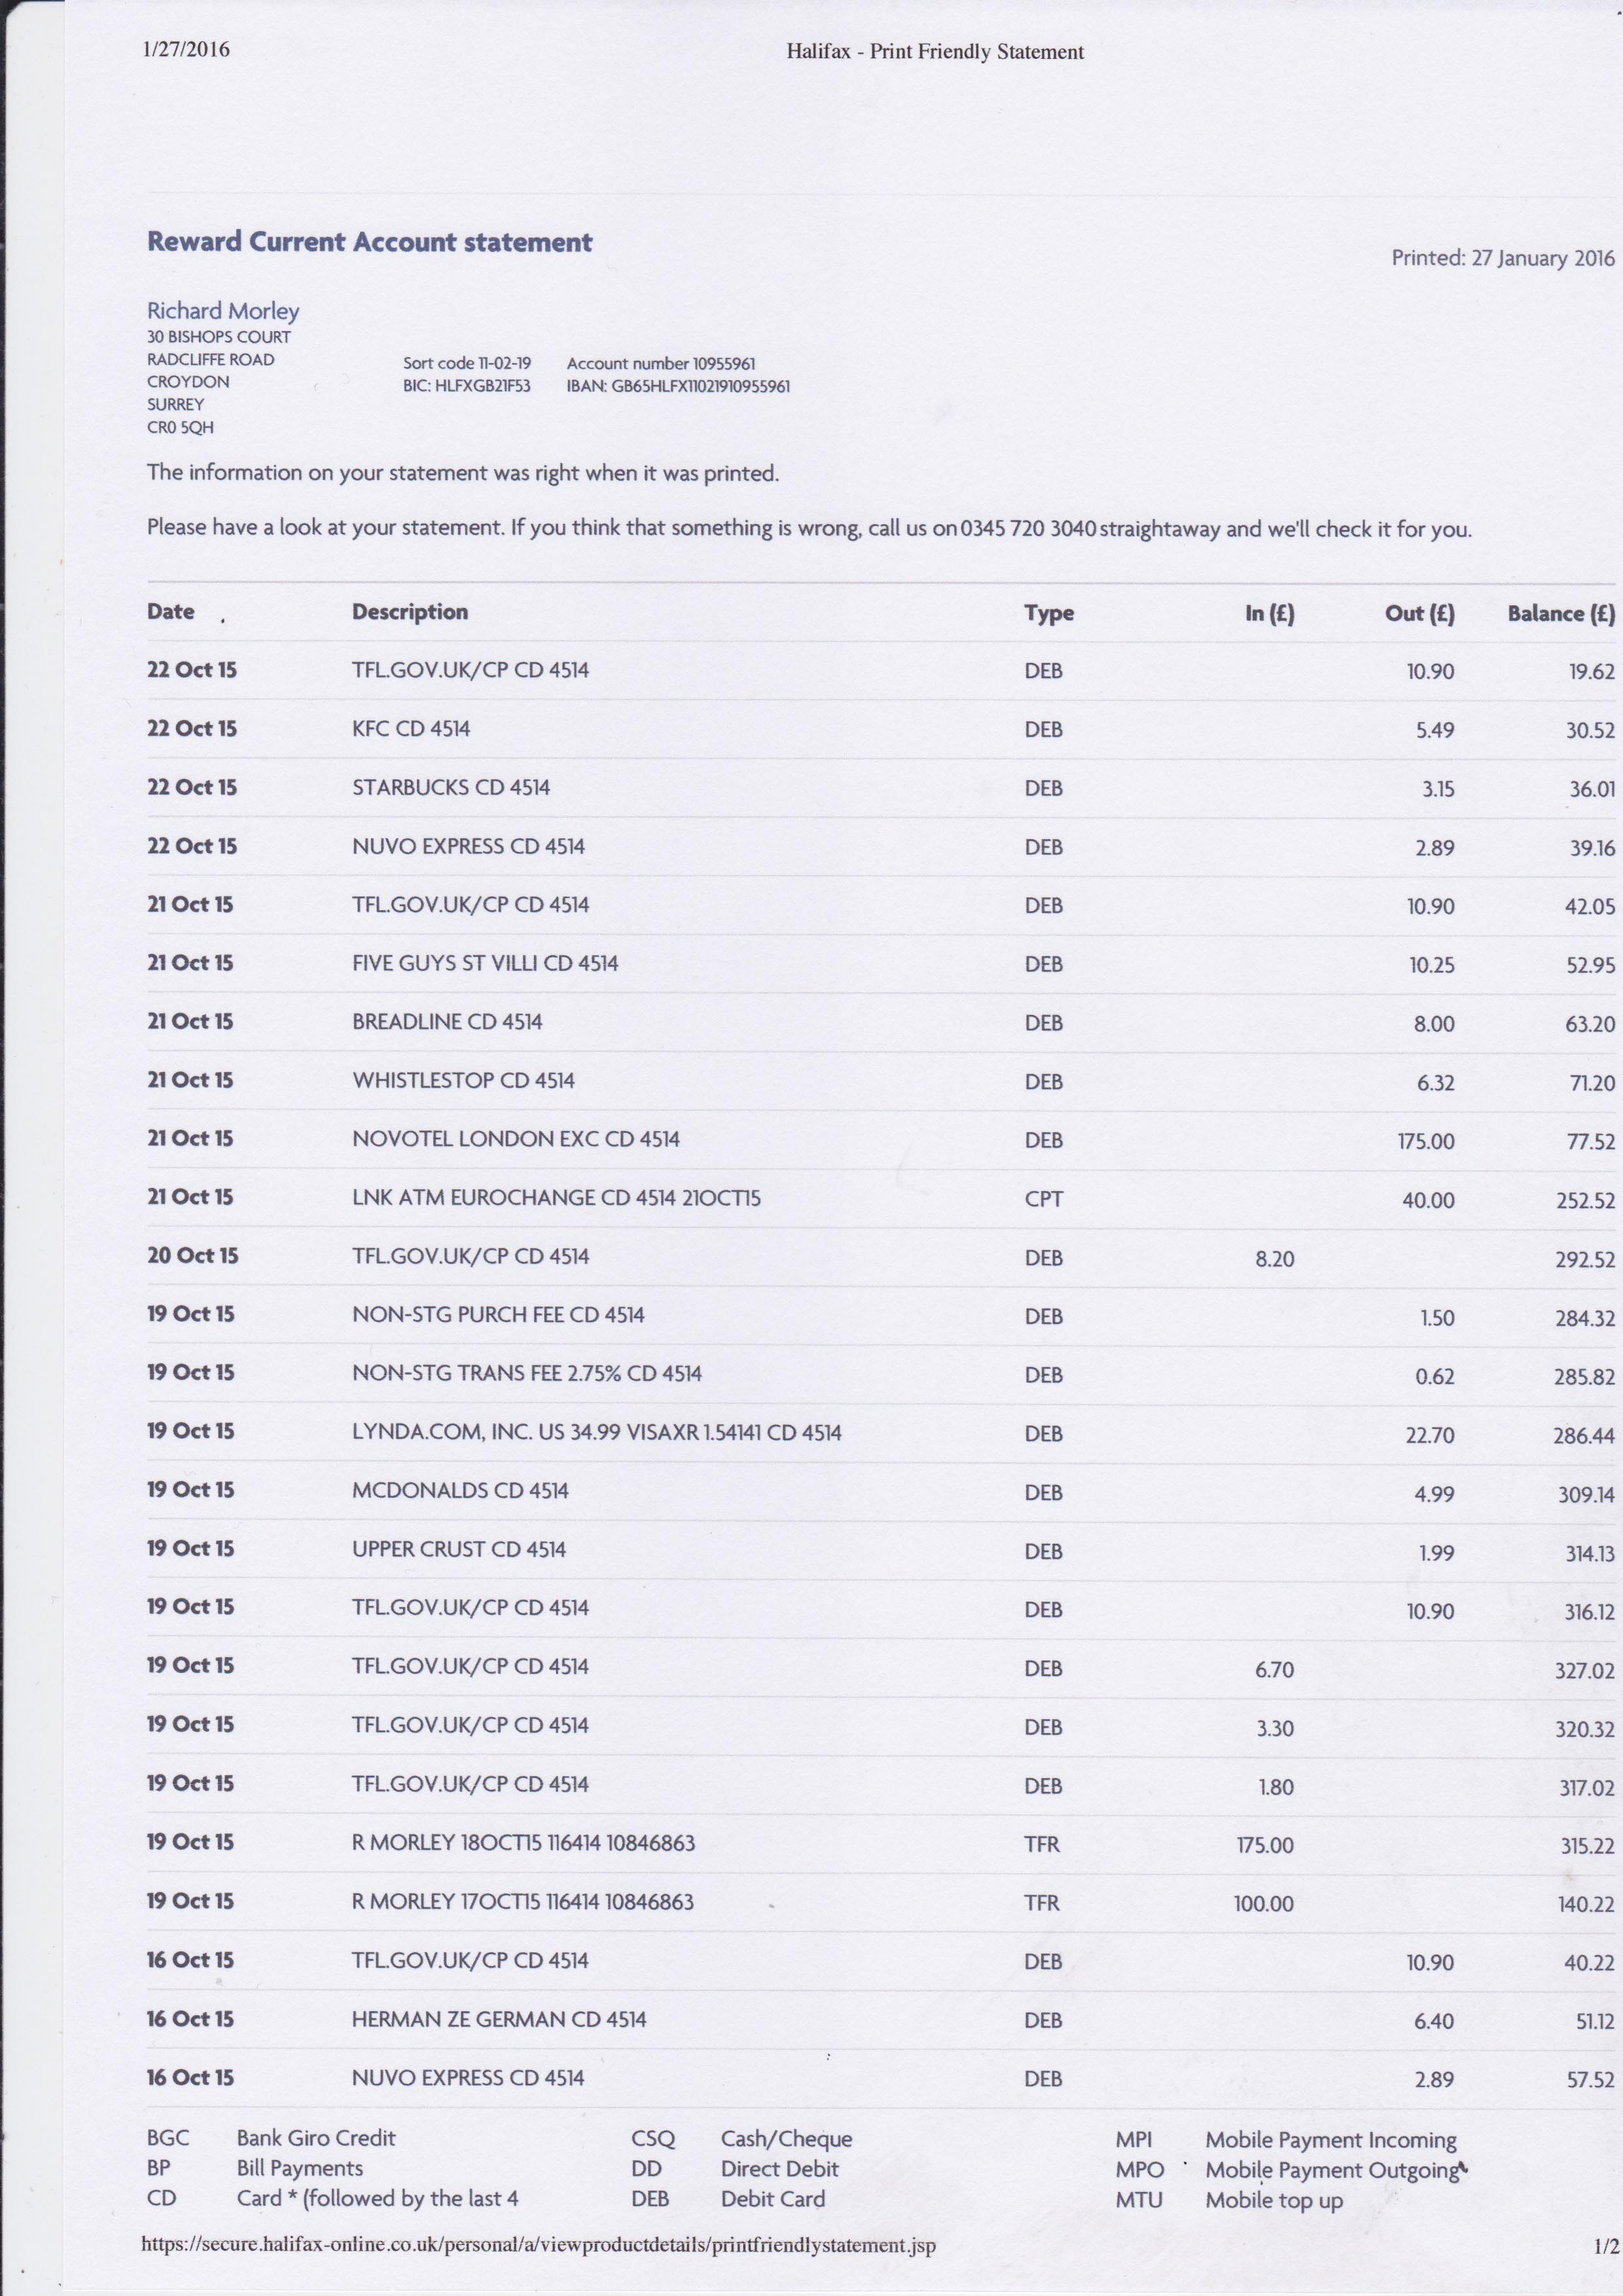 1/27/2016 Halifax - Print Friendly Statement
Reward Current Account statement
Printed: 27 January 2016
Richard Morley
30 BISHOPS COURT
RADCLIFFE ROAD Sort code 11-02-19 Account number 10955961
CROYDON BIC: HLFXGB21F53 IBAN: GB65HLFX11021910955961
SURREY
CR0 5QH
The information on your statement was right when it was printed.
Please have a look at your statement. If you think that something is wrong, call us on 0345 720 3040 straightaway and we'll check it for you.
Date Description Type In (£) Out (£) Balance (£)
22 Oct 15 TFL.GOV.UK/CP CD 4514 DEB 10.90 19.62
22 Oct 15 KFC CD 4514 DEB 5.49 30.52
22 Oct 15 STARBUCKS CD 4514 DEB 3.15 36.01
22 Oct 15 NUVO EXPRESS CD 4514 DEB 2.89 39.16
21 Oct 15 TFL.GOV.UK/CP CD 4514 DEB 10.90 42.05
21 Oct 15 FIVE GUYS ST VILLI CD 4514 DEB 10.25 52.95
21 Oct 15 BREADLINE CD 4514 DEB 8.00 63.20
21 Oct 15 WHISTLESTOP CD 4514 DEB 6.32 71.20
21 Oct 15 NOVOTEL LONDON EXC CD 4514 DEB 175.00 77.52
21 Oct 15 LNK ATM EUROCHANGE CD 4514 21OCT15 CPT 40.00 252.52
20 Oct 15 TFL.GOV.UK/CP CD 4514 DEB 8.20 292.52
19 Oct 15 NON-STG PURCH FEE CD 4514 DEB 1.50 284.32
19 Oct 15 NON-STG TRANS FEE 2.75% CD 4514 DEB 0.62 285.82
19 Oct 15 LYNDA.COM, INC. US 34.99 VISAXR 1.54141 CD 4514 DEB 22.70 286.44
19 Oct 15 MCDONALDS CD 4514 DEB 4.99 309.14
19 Oct 15 UPPER CRUST CD 4514 DEB 1.99 314.13
19 Oct 15 TFL.GOV.UK/CP CD 4514 DEB 10.90 316.12
19 Oct 15 TFL.GOV.UK/CP CD 4514 DEB 6.70 327.02
19 Oct 15 TFL.GOV.UK/CP CD 4514 DEB 3.30 320.32
19 Oct 15 TFL.GOV.UK/CP CD 4514 DEB 1.80 317.02
19 Oct 15 R MORLEY 18OCT15 116414 10846863 TFR 175.00 315.22
19 Oct 15 R MORLEY 17OCT15 116414 10846863 TFR 100.00 140.22
16 Oct 15 TFL.GOV.UK/CP CD 4514 DEB 10.90 40.22
16 Oct 15 HERMAN ZE GERMAN CD 4514 DEB 6.40 51.12
16 Oct 15 NUVO EXPRESS CD 4514 DEB 2.89 57.52
BGC Bank Giro Credit CSQ Cash/Cheque MPI Mobile Payment Incoming
BP Bill Payments DD Direct Debit MPO Mobile Payment Outgoing
CD Card * (followed by the last 4 DEB Debit Card MTU Mobile top up
https://secure.halifax-online.co.uk/personal/a/viewproductdetails/printfriendlystatement.jsp 1/2